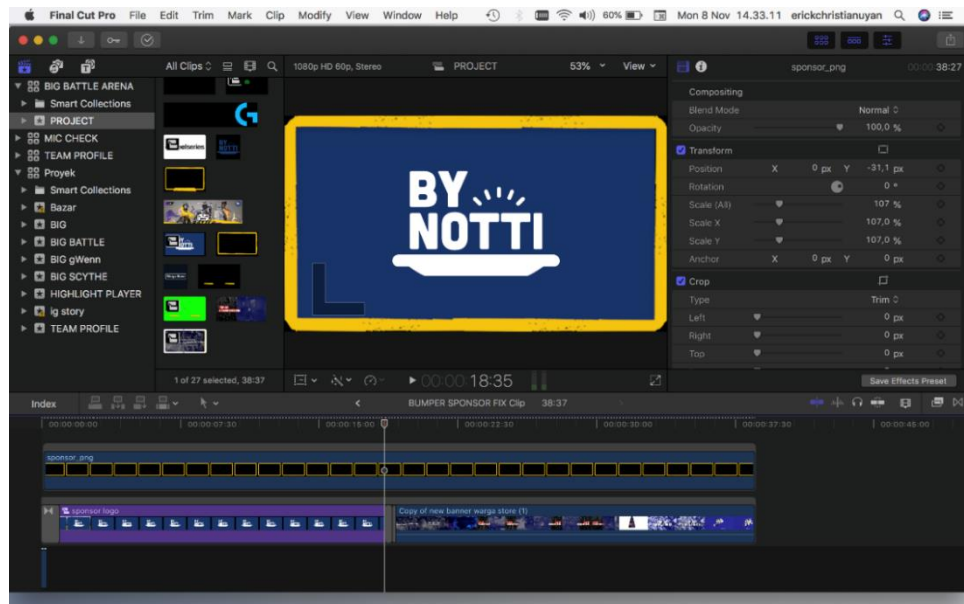 Final Cut Pro File Edit Trim Mark Clip Modify View Window Help 60% Mon 8 Nov 14.33.11 erickchristianuyan
All Clips 1080p HD 60p, Stereo PROJECT 53% View sponsor_png 00:00:38:27
BIG BATTLE ARENA
Smart Collections
PROJECT
MIC CHECK
TEAM PROFILE
Proyek
Smart Collections
Bazar
BIG
BIG BATTLE
BIG gWenn
BIG SCYTHE
HIGHLIGHT PLAYER
ig story
TEAM PROFILE
1 of 27 selected, 38:37
BY
NOTTI
00:00:18:35
Compositing
Blend Mode Normal
Opacity 100,0 %
Transform
Position X 0 px Y -31,1 px
Rotation 0 °
Scale (All) 107 %
Scale X 107,0 %
Scale Y 107,0 %
Anchor X 0 px Y 0 px
Crop
Type Trim
Left 0 px
Right 0 px
Top 0 px
Save Effects Preset
Index BUMPER SPONSOR FIX Clip 38:37
00:00:00:00 00:00:07:30 00:00:15:00 00:00:22:30 00:00:30:00 00:00:37:30 00:00:45:00
sponsor_png
sponsor logo Copy of new banner warga store (1)